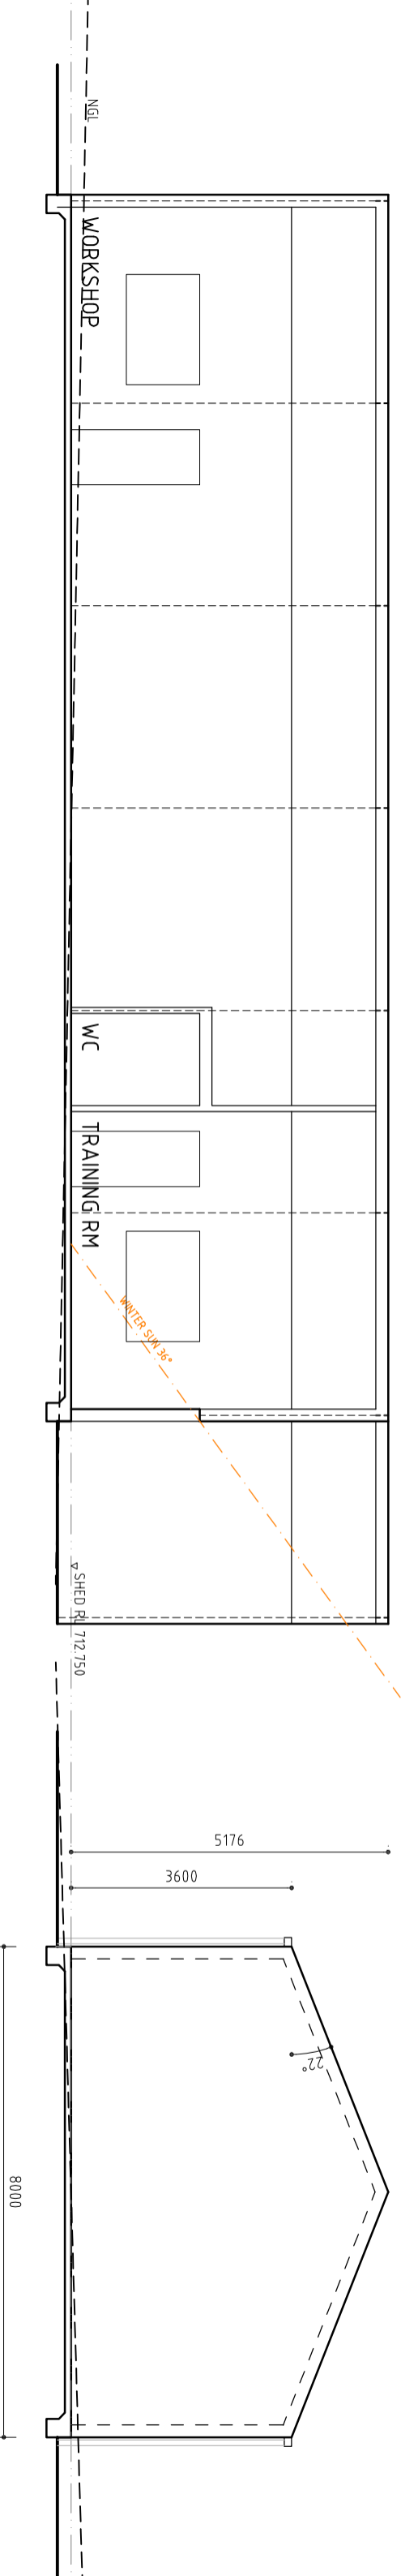 NGL
WORKSHOP
WC
TRAINING RM
WINTER SUN 36°
SHED RL 712.750
5176
3600
22°
8000